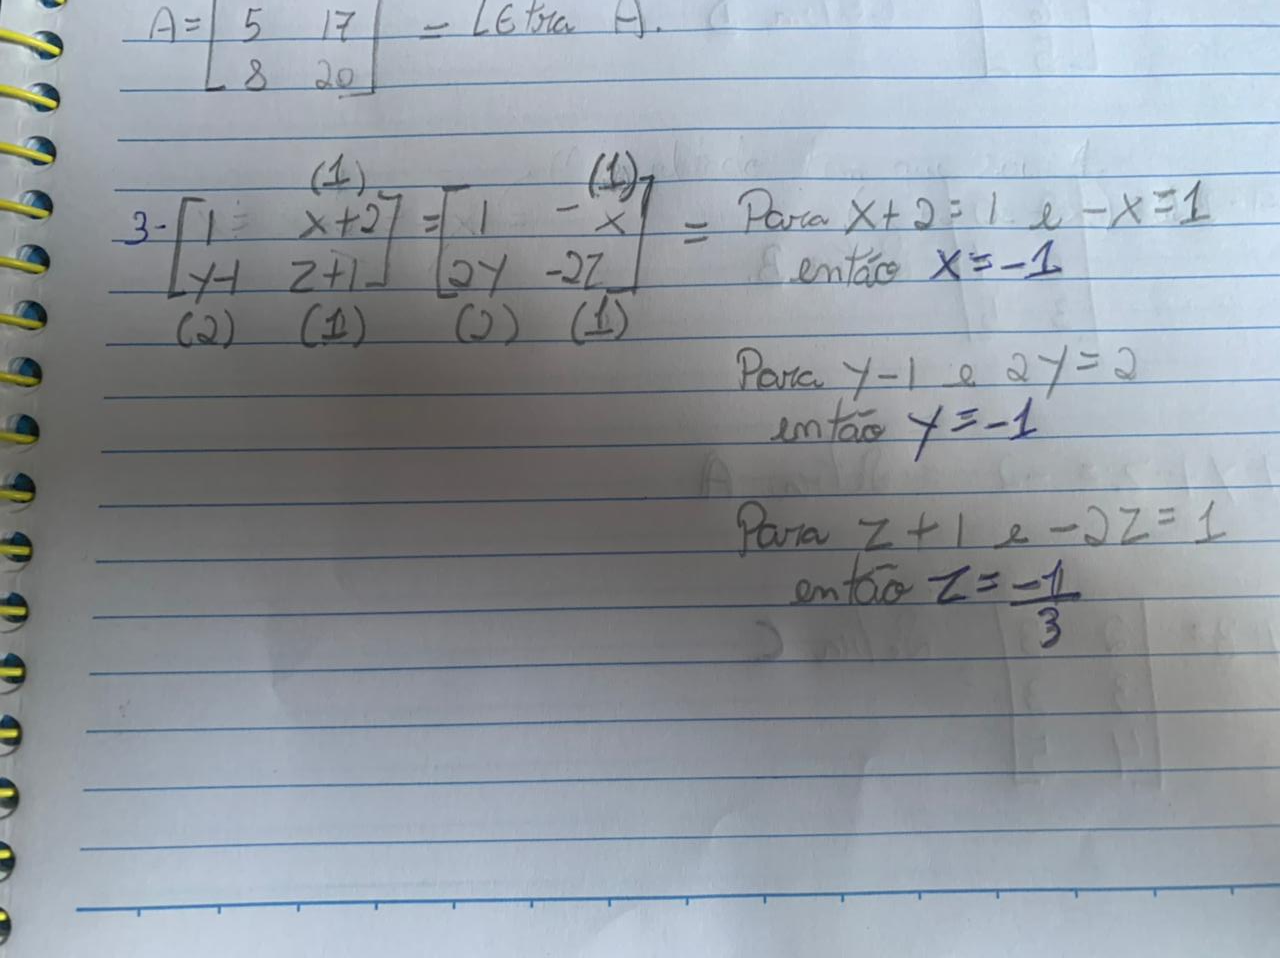 A= [ 5 17 ] = LEtra A.
8 20
(1) (1)
3- [ 1 x+2 ] = [ 1 - x ] = Para x+2=1 e -x=1
y-1 z+1 2y -2z então x=-1
(2) (1) (2) (1)
Para y-1 e 2y=2
então y=-1
Para z+1 e -2z=1
então z=-1
3